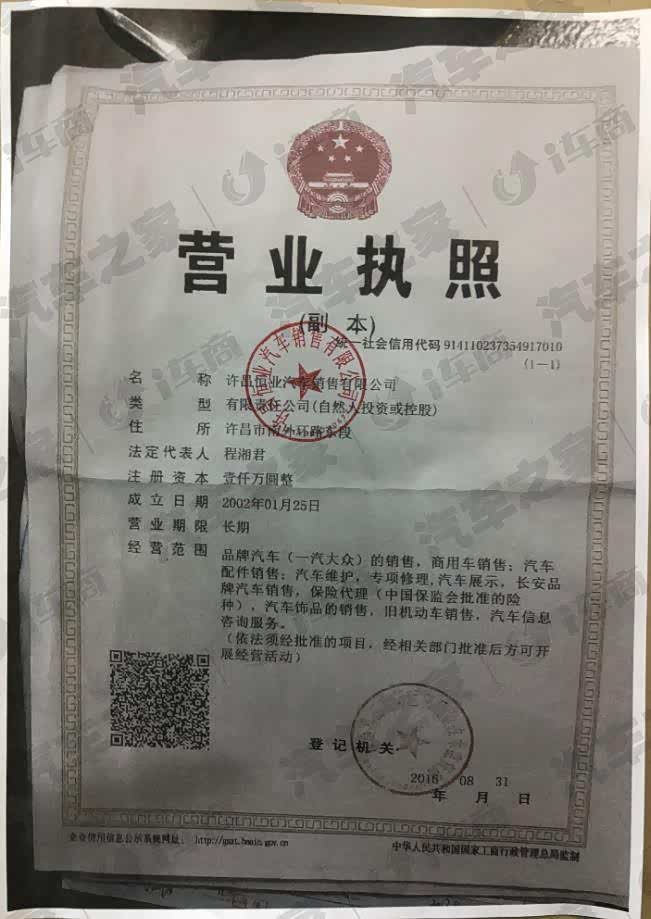 营业执照
(副 本)
统一社会信用代码 914110237354917010
(1-1)
名 称 许昌恒业汽车销售有限公司
类 型 有限责任公司(自然人投资或控股)
住 所 许昌市南外环路东段
法定代表人 程湘君
注册资本 壹仟万圆整
成立日期 2002年01月25日
营业期限 长期
经营范围 品牌汽车（一汽大众）的销售，商用车销售；汽车
配件销售；汽车维护，专项修理,汽车展示，长安品
牌汽车销售，保险代理（中国保监会批准的险
种），汽车饰品的销售，旧机动车销售，汽车信息
咨询服务。
（依法须经批准的项目，经相关部门批准后方可开
展经营活动）
登记机关
2016 08 31
年 月 日
企业信用信息公示系统网址：
中华人民共和国国家工商行政管理总局监制
汽车之家 | i车商